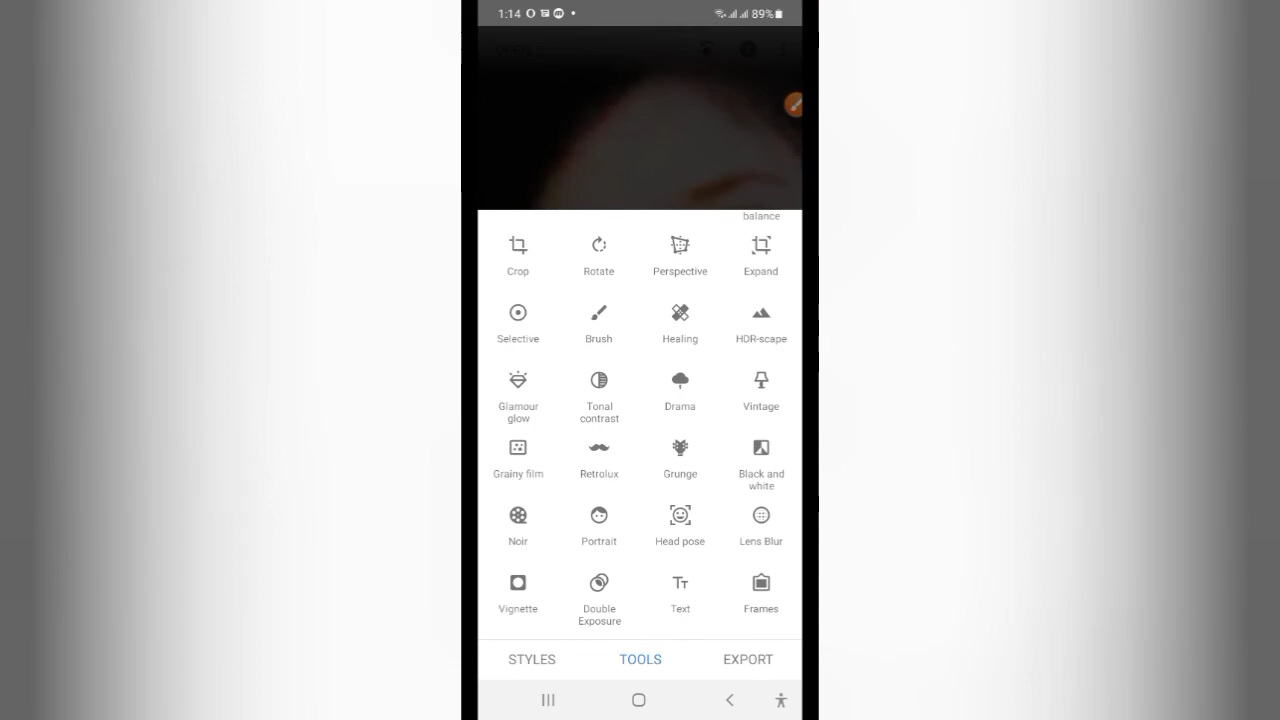 1:14
89%
balance
Crop Rotate Perspective Expand
Selective Brush Healing HDR-scape
Glamour glow Tonal contrast Drama Vintage
Grainy film Retrolux Grunge Black and white
Noir Portrait Head pose Lens Blur
Vignette Double Exposure Text Frames
STYLES TOOLS EXPORT